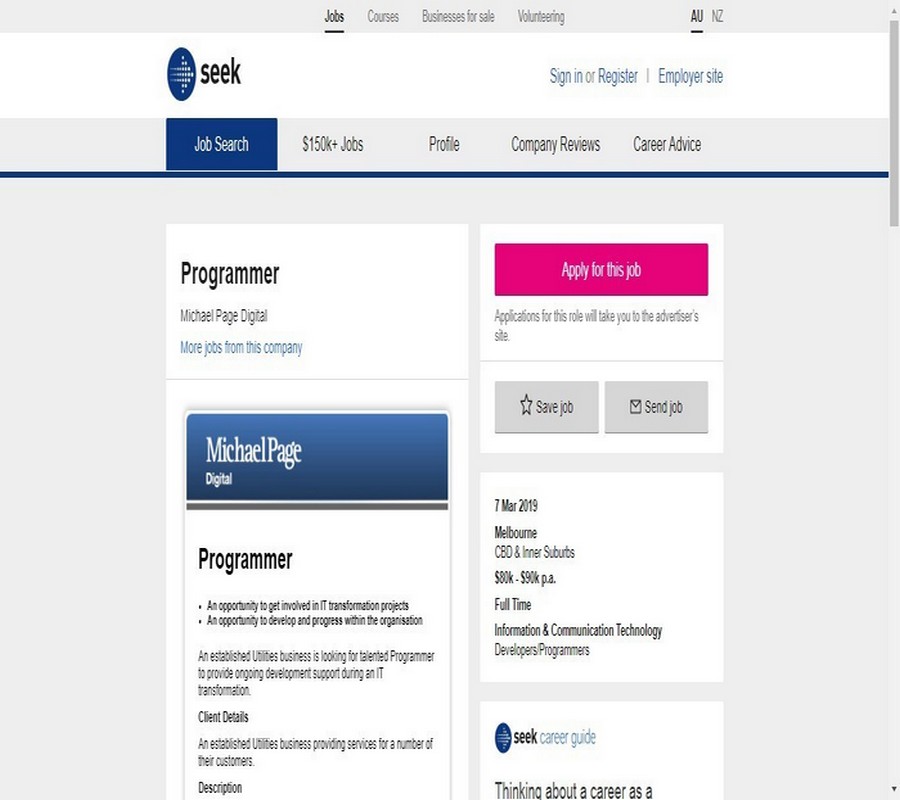 Jobs Courses Businesses for sale Volunteering AU NZ
seek
Sign in or Register | Employer site
Job Search $150k+ Jobs Profile Company Reviews Career Advice
Programmer
Michael Page Digital
More jobs from this company
MichaelPage
Digital
Programmer
• An opportunity to get involved in IT transformation projects
• An opportunity to develop and progress within the organisation
An established Utilities business is looking for talented Programmer
to provide ongoing development support during an IT
transformation.
Client Details
An established Utilities business providing services for a number of
their customers.
Description
Apply for this job
Applications for this role will take you to the advertiser's
site.
Save job Send job
7 Mar 2019
Melbourne
CBD & Inner Suburbs
$80k - $90k p.a.
Full Time
Information & Communication Technology
Developers/Programmers
seek career guide
Thinking about a career as a